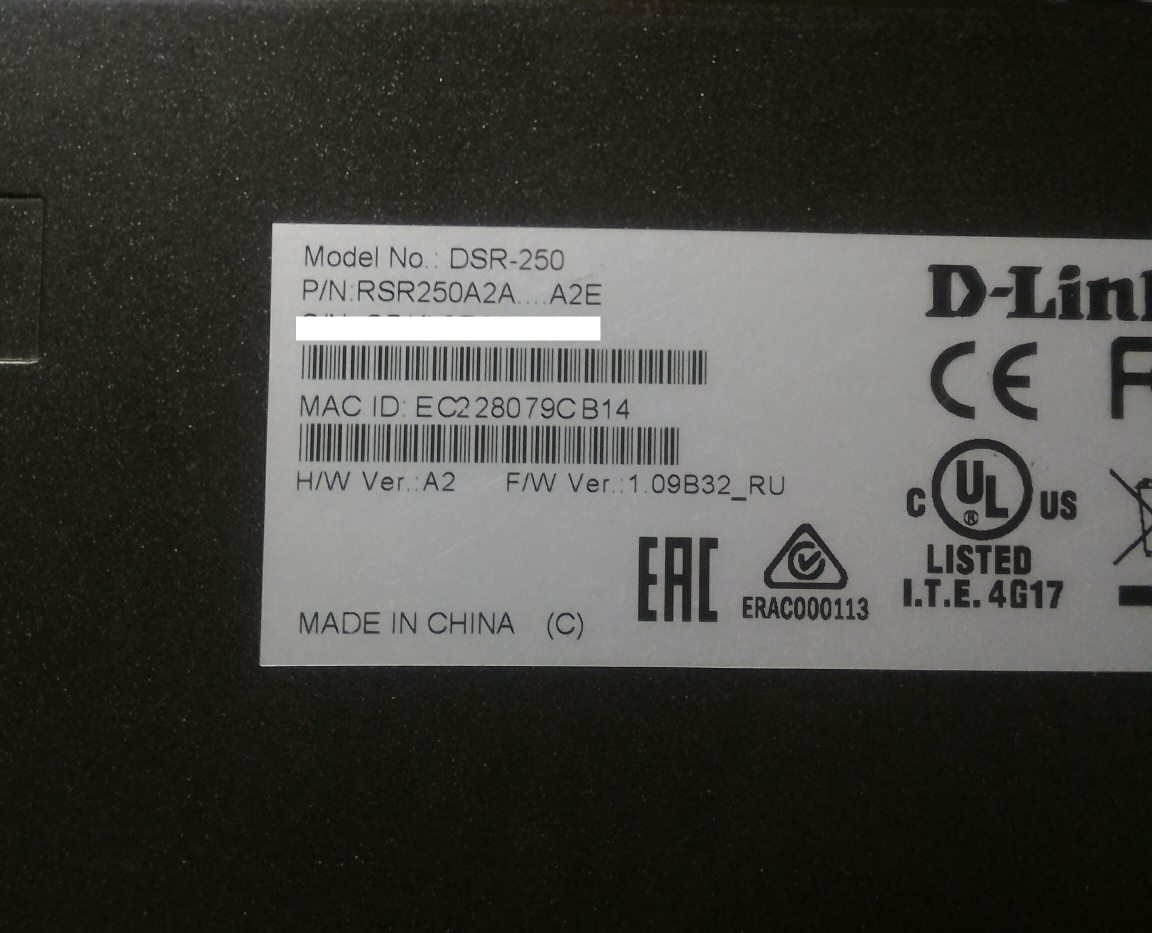 Model No.: DSR-250
P/N:RSR250A2A....A2E
MAC ID: EC228079CB14
H/W Ver.:A2 F/W Ver.:1.09B32_RU
MADE IN CHINA (C)
EAC
ERAC000113
D-Link
CE F
C UL® US
LISTED
I.T.E. 4G17